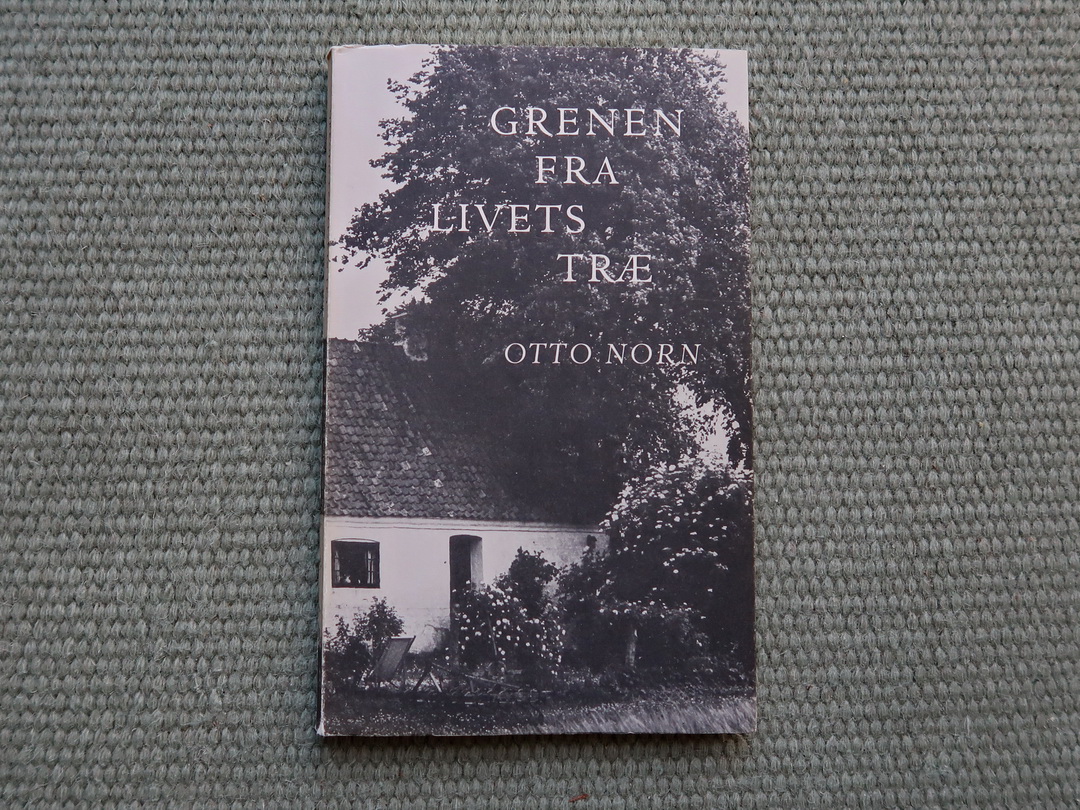 GRENEN
FRA
LIVETS
TRÆ
OTTO NORN